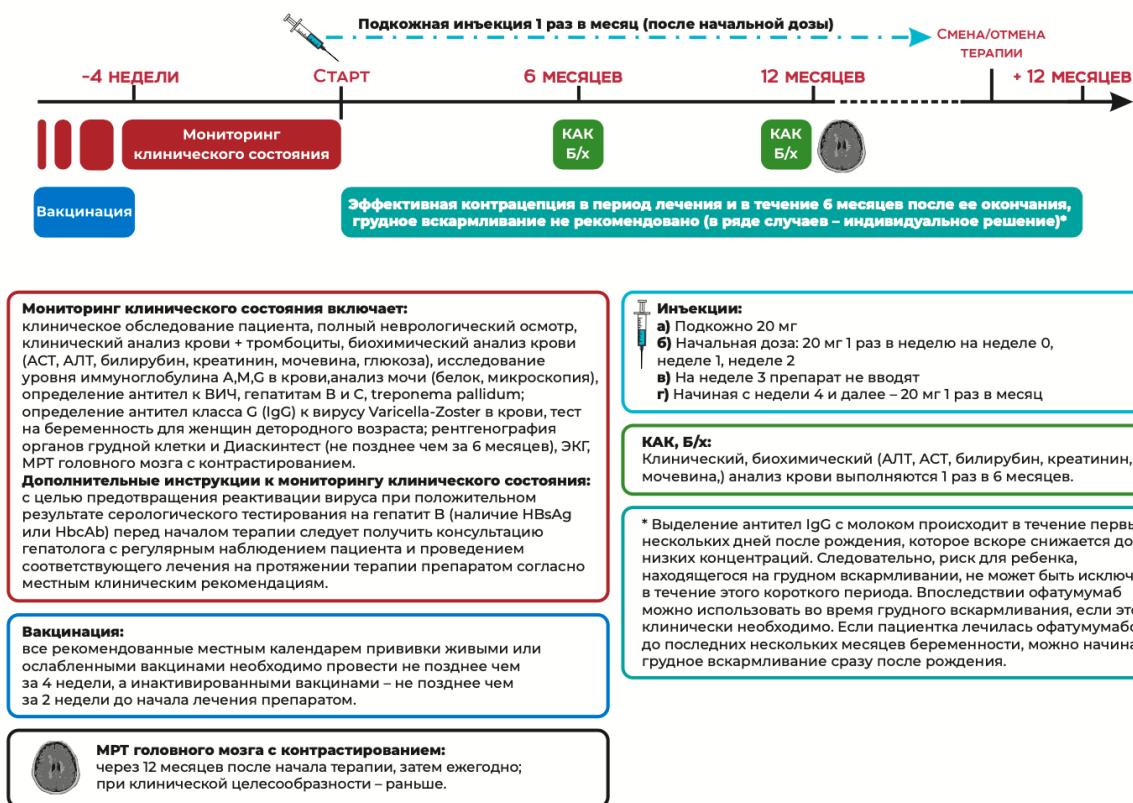 Подкожная инъекция 1 раз в месяц (после начальной дозы)
Смена/отмена
терапии
-4 недели
Старт
6 месяцев
12 месяцев
+ 12 месяцев
Мониторинг
клинического состояния
КАК
Б/х
КАК
Б/х
Вакцинация
Эффективная контрацепция в период лечения и в течение 6 месяцев после ее окончания,
грудное вскармливание не рекомендовано (в ряде случаев – индивидуальное решение)*
Мониторинг клинического состояния включает:
клиническое обследование пациента, полный неврологический осмотр,
клинический анализ крови + тромбоциты, биохимический анализ крови
(АСТ, АЛТ, билирубин, креатинин, мочевина, глюкоза), исследование
уровня иммуноглобулина A,M,G в крови,анализ мочи (белок, микроскопия),
определение антител к ВИЧ, гепатитам В и С, treponema pallidum;
определение антител класса G (IgG) к вирусу Varicella-Zoster в крови, тест
на беременность для женщин детородного возраста; рентгенография
органов грудной клетки и Диаскинтест (не позднее чем за 6 месяцев), ЭКГ,
МРТ головного мозга с контрастированием.
Дополнительные инструкции к мониторингу клинического состояния:
с целью предотвращения реактивации вируса при положительном
результате серологического тестирования на гепатит В (наличие HBsAg
или HbcAb) перед началом терапии следует получить консультацию
гепатолога с регулярным наблюдением пациента и проведением
соответствующего лечения на протяжении терапии препаратом согласно
местным клиническим рекомендациям.
Вакцинация:
все рекомендованные местным календарем прививки живыми или
ослабленными вакцинами необходимо провести не позднее чем
за 4 недели, а инактивированными вакцинами – не позднее чем
за 2 недели до начала лечения препаратом.
МРТ головного мозга с контрастированием:
через 12 месяцев после начала терапии, затем ежегодно;
при клинической целесообразности – раньше.
Инъекции:
а) Подкожно 20 мг
б) Начальная доза: 20 мг 1 раз в неделю на неделе 0,
неделе 1, неделе 2
в) На неделе 3 препарат не вводят
г) Начиная с недели 4 и далее – 20 мг 1 раз в месяц
КАК, Б/х:
Клинический, биохимический (АЛТ, АСТ, билирубин, креатинин,
мочевина,) анализ крови выполняются 1 раз в 6 месяцев.
* Выделение антител IgG с молоком происходит в течение
нескольких дней после рождения, которое вскоре снижается до
низких концентраций. Следовательно, риск для ребенка,
находящегося на грудном вскармливании, не может быть
в течение этого короткого периода. Впоследствии офатумумаб
можно использовать во время грудного вскармливания, если
клинически необходимо. Если пациентка лечилась
до последних нескольких месяцев беременности, можно
грудное вскармливание сразу после рождения.